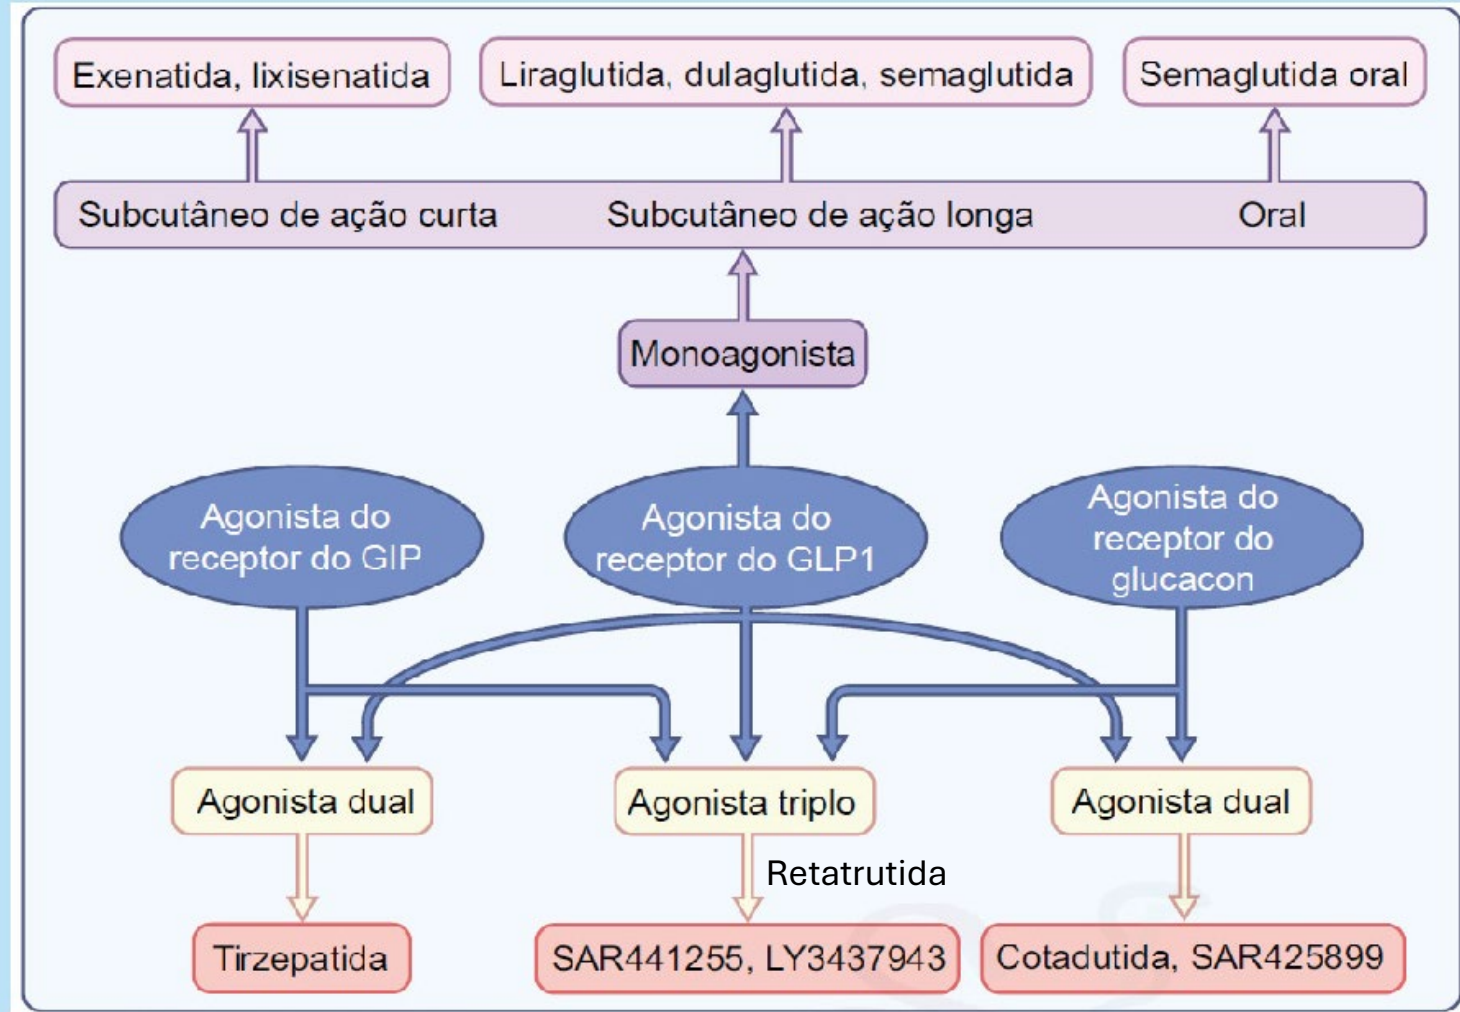 Exenatida, lixisenatida
Liraglutida, dulaglutida, semaglutida
Semaglutida oral
Subcutâneo de ação curta
Subcutâneo de ação longa
Oral
Monoagonista
Agonista do
receptor do GIP
Agonista do
receptor do GLP1
Agonista do
receptor do
glucacon
Agonista dual
Agonista triplo
Agonista dual
Retatrutida
Tirzepatida
SAR441255, LY3437943
Cotadutida, SAR425899